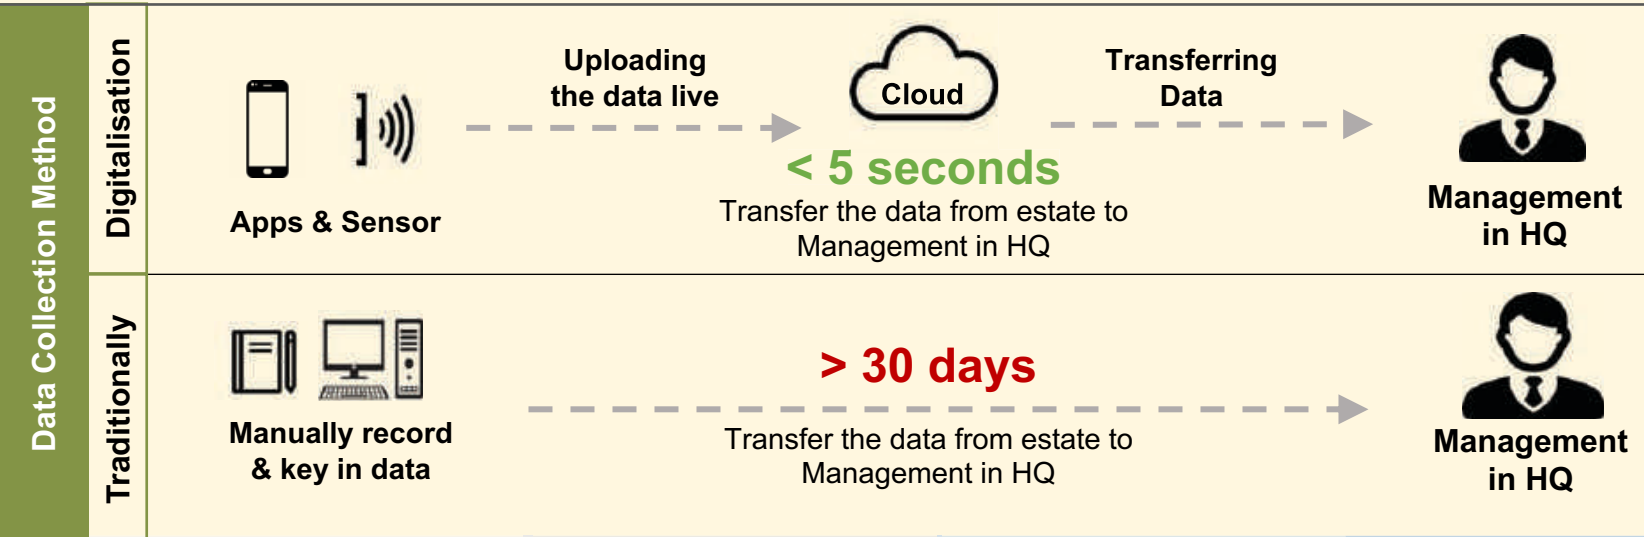 Data Collection Method
Digitalisation
Apps & Sensor
Uploading
the data live
Cloud
Transferring
Data
< 5 seconds
Transfer the data from estate to
Management in HQ
Management
in HQ
Traditionally
Manually record
& key in data
> 30 days
Transfer the data from estate to
Management in HQ
Management
in HQ